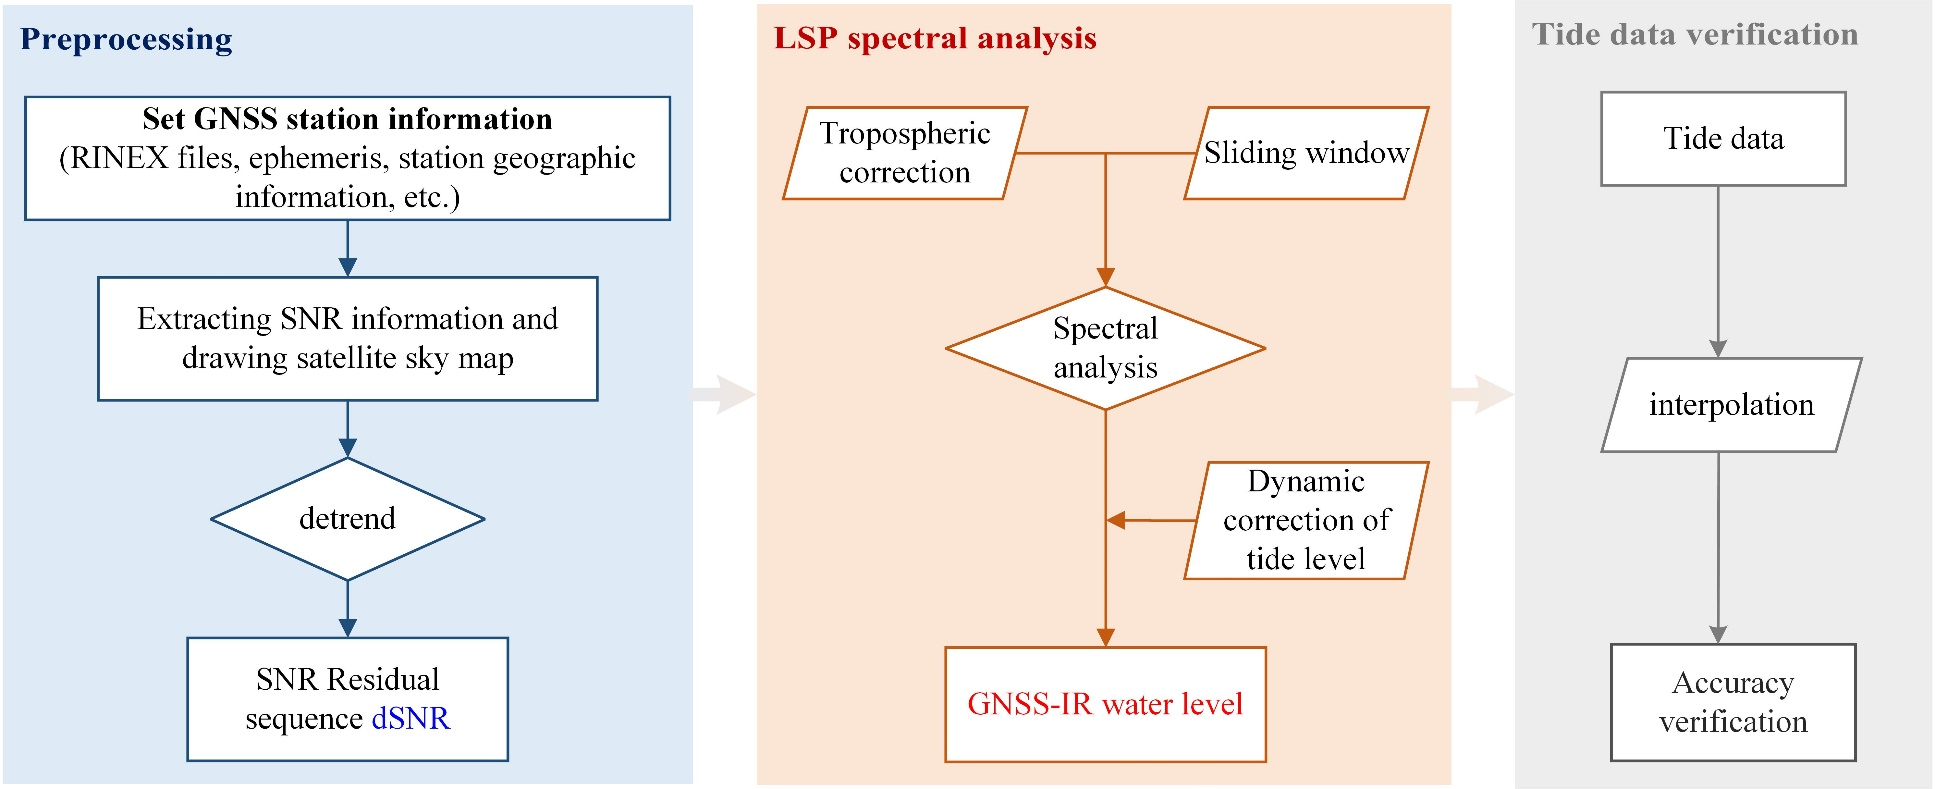 Preprocessing
Set GNSS station information
(RINEX files, ephemeris, station geographic
information, etc.)
Extracting SNR information and
drawing satellite sky map
detrend
SNR Residual
sequence dSNR
LSP spectral analysis
Tropospheric
correction
Sliding window
Spectral
analysis
Dynamic
correction of
tide level
GNSS-IR water level
Tide data verification
Tide data
interpolation
Accuracy
verification